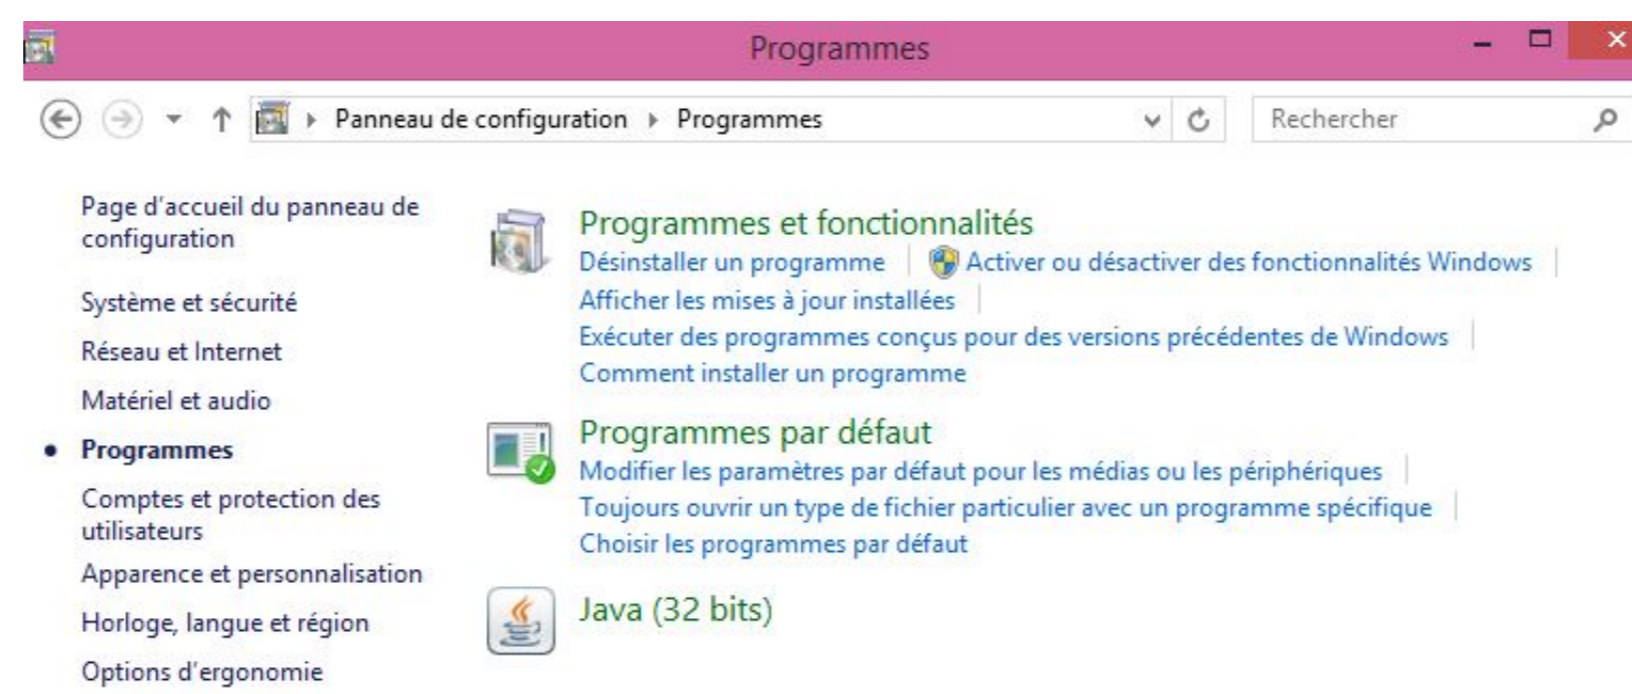 Programmes
Panneau de configuration Programmes
Rechercher
Page d'accueil du panneau de
configuration
Système et sécurité
Réseau et Internet
Matériel et audio
Programmes
Comptes et protection des
utilisateurs
Apparence et personnalisation
Horloge, langue et région
Options d'ergonomie
Programmes et fonctionnalités
Désinstaller un programme Activer ou désactiver des fonctionnalités Windows
Afficher les mises à jour installées
Exécuter des programmes conçus pour des versions précédentes de Windows
Comment installer un programme
Programmes par défaut
Modifier les paramètres par défaut pour les médias ou les périphériques
Toujours ouvrir un type de fichier particulier avec un programme spécifique
Choisir les programmes par défaut
Java (32 bits)